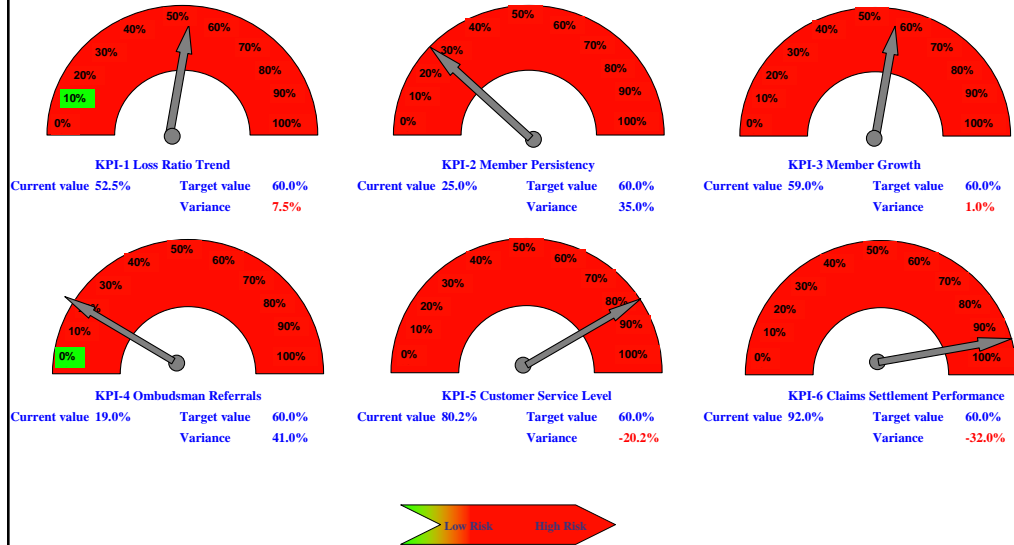 0% 10% 20% 30% 40% 50% 60% 70% 80% 90% 100%
KPI-1 Loss Ratio Trend
Current value 52.5% Target value 60.0%
Variance 7.5%
0% 10% 20% 30% 40% 50% 60% 70% 80% 90% 100%
KPI-2 Member Persistency
Current value 25.0% Target value 60.0%
Variance 35.0%
0% 10% 20% 30% 40% 50% 60% 70% 80% 90% 100%
KPI-3 Member Growth
Current value 59.0% Target value 60.0%
Variance 1.0%
0% 10% 30% 40% 50% 60% 70% 80% 90% 100%
KPI-4 Ombudsman Referrals
Current value 19.0% Target value 60.0%
Variance 41.0%
0% 10% 20% 30% 40% 50% 60% 70% 80% 90% 100%
KPI-5 Customer Service Level
Current value 80.2% Target value 60.0%
Variance -20.2%
0% 10% 20% 30% 40% 50% 60% 70% 80% 90% 100%
KPI-6 Claims Settlement Performance
Current value 92.0% Target value 60.0%
Variance -32.0%
Low Risk High Risk